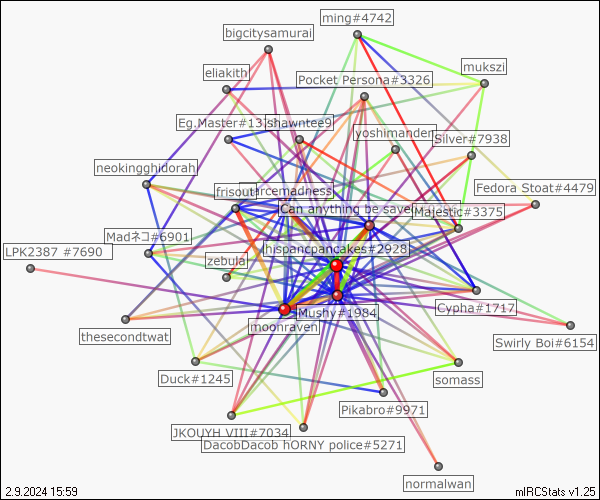 ming#4742
bigcitysamurai
mukszi
eliakith
Pocket Persona#3326
Eg.Master#13
shawntee9
yoshimanden
Silver#7938
neokingghidorah
Fedora Stoat#4479
frisout
arcemadness
Can anything be save
Majestic#3375
Madネコ#6901
LPK2387 #7690
hispancpancakes#2928
zebula
Mushy#1984
Cypha#1717
moonraven
thesecondtwat
Swirly Boi#6154
Duck#1245
somass
Pikabro#9971
JKOUYH VIII#7034
DacobDacob hORNY police#5271
normalwan
2.9.2024 15:59
mIRCStats v1.25